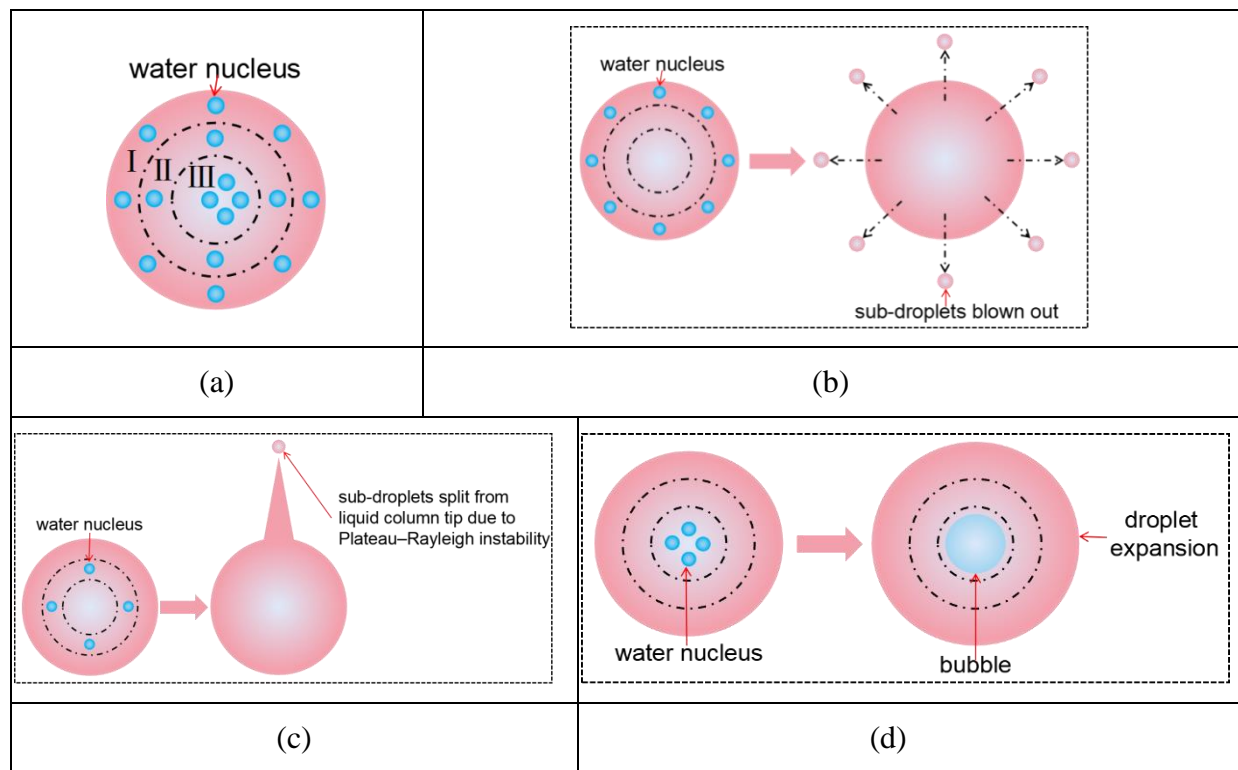 water nucleus
I
II
III
(a)
water nucleus
sub-droplets blown out
(b)
water nucleus
sub-droplets split from
liquid column tip due to
Plateau–Rayleigh instability
(c)
water nucleus
bubble
droplet
expansion
(d)